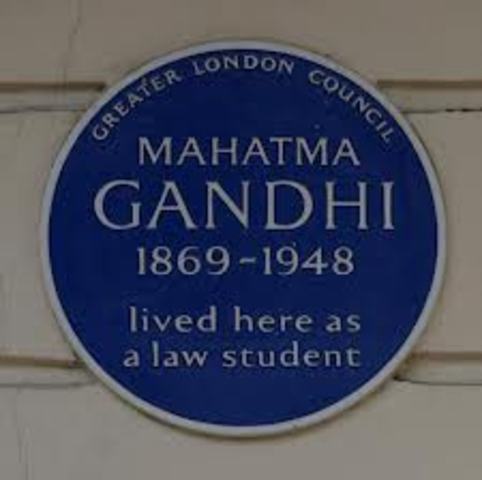 GREATER LONDON COUNCIL
MAHATMA
GANDHI
1869-1948
lived here as
a law student